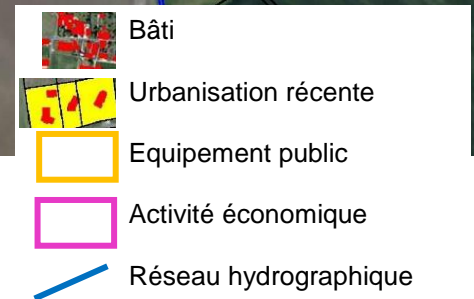 Bâti
Urbanisation récente
Equipement public
Activité économique
Réseau hydrographique